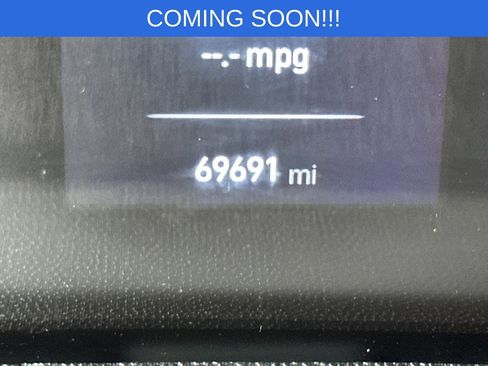 COMING SOON!!!
--.- mpg
69691 mi